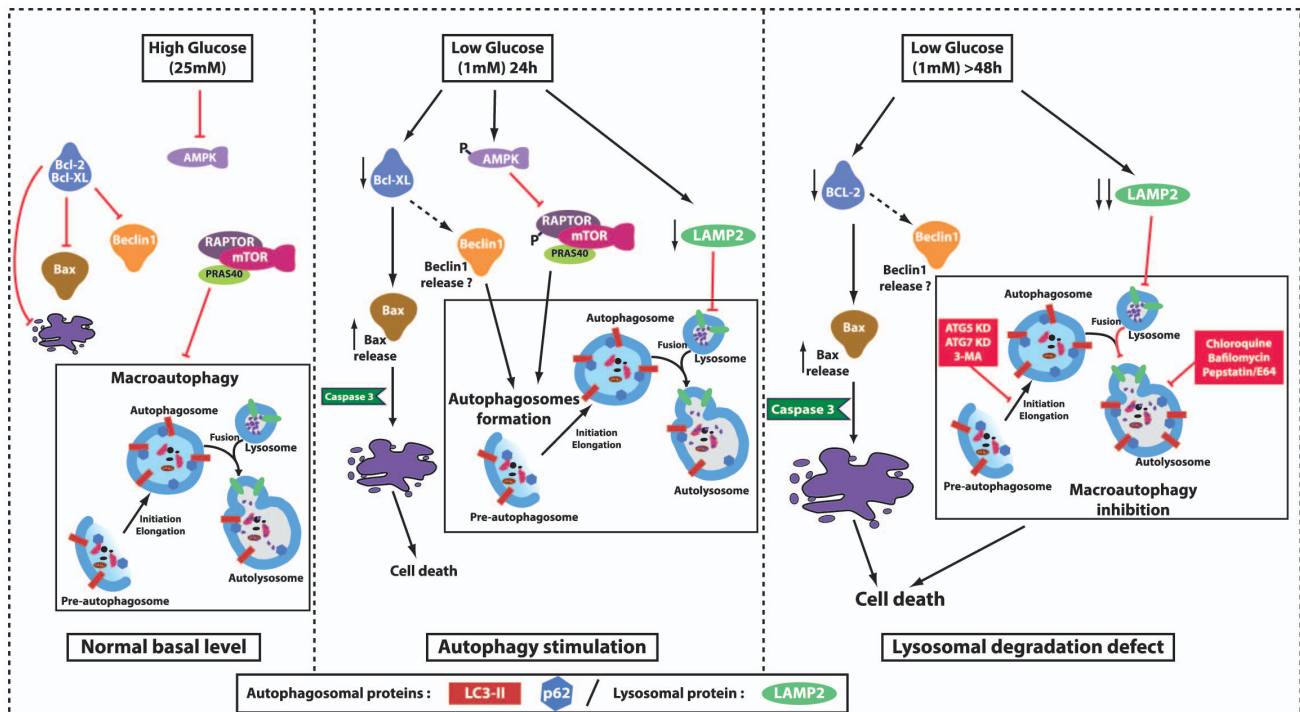 High Glucose
(25mM)
AMPK
Bcl-2
Bcl-XL
Beclin1
Bax
RAPTOR
mTOR
PRAS40
Macroautophagy
Autophagosome
Fusion
Lysosome
Initiation
Elongation
Pre-autophagosome
Autolysosome
Normal basal level
Low Glucose
(1mM) 24h
P
AMPK
Bcl-XL
RAPTOR
P
mTOR
PRAS40
Beclin1
LAMP2
Beclin1
release ?
Bax
Bax
release
Caspase 3
Autophagosome
Fusion
Lysosome
Autophagosomes
formation
Initiation
Elongation
Pre-autophagosome
Autolysosome
Cell death
Autophagy stimulation
Low Glucose
(1mM) >48h
BCL-2
LAMP2
Beclin1
Beclin1
release ?
Bax
Bax
release
Caspase 3
Autophagosome
Fusion
Lysosome
ATG5 KD
ATG7 KD
3-MA
Chloroquine
Bafilomycin
Pepstatin/E64
Initiation
Elongation
Pre-autophagosome
Autolysosome
Macroautophagy
inhibition
Cell death
Lysosomal degradation defect
Autophagosomal proteins : LC3-II p62 / Lysosomal protein : LAMP2